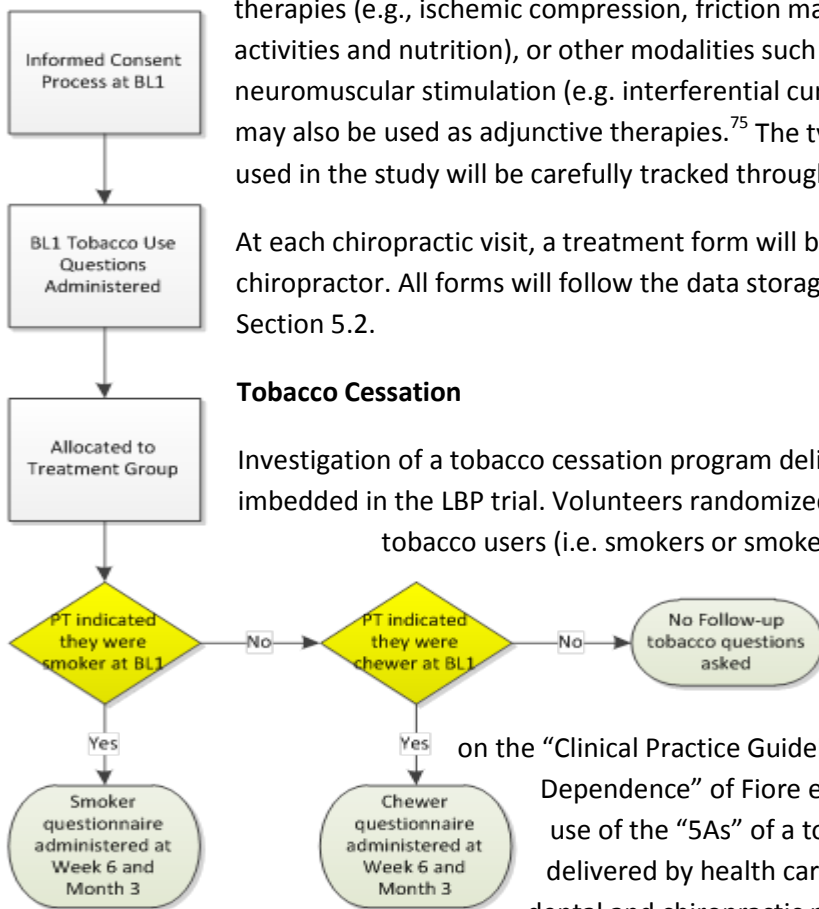 Informed Consent
Process at BL1
BL1 Tobacco Use
Questions
Administered
Allocated to
Treatment Group
PT indicated
they were
smoker at BL1
No
PT indicated
they were
chewer at BL1
No
No Follow-up
tobacco questions
asked
Yes
Smoker
questionnaire
administered at
Week 6 and
Month 3
Yes
Chewer
questionnaire
administered at
Week 6 and
Month 3
therapies (e.g., ischemic compression, friction ma
activities and nutrition), or other modalities such
neuromuscular stimulation (e.g. interferential cur
may also be used as adjunctive therapies.75 The ty
used in the study will be carefully tracked through
At each chiropractic visit, a treatment form will b
chiropractor. All forms will follow the data storag
Section 5.2.
Tobacco Cessation
Investigation of a tobacco cessation program deli
imbedded in the LBP trial. Volunteers randomized
tobacco users (i.e. smokers or smoke
on the “Clinical Practice Guide
Dependence” of Fiore e
use of the “5As” of a to
delivered by health car
dental and chiropractic